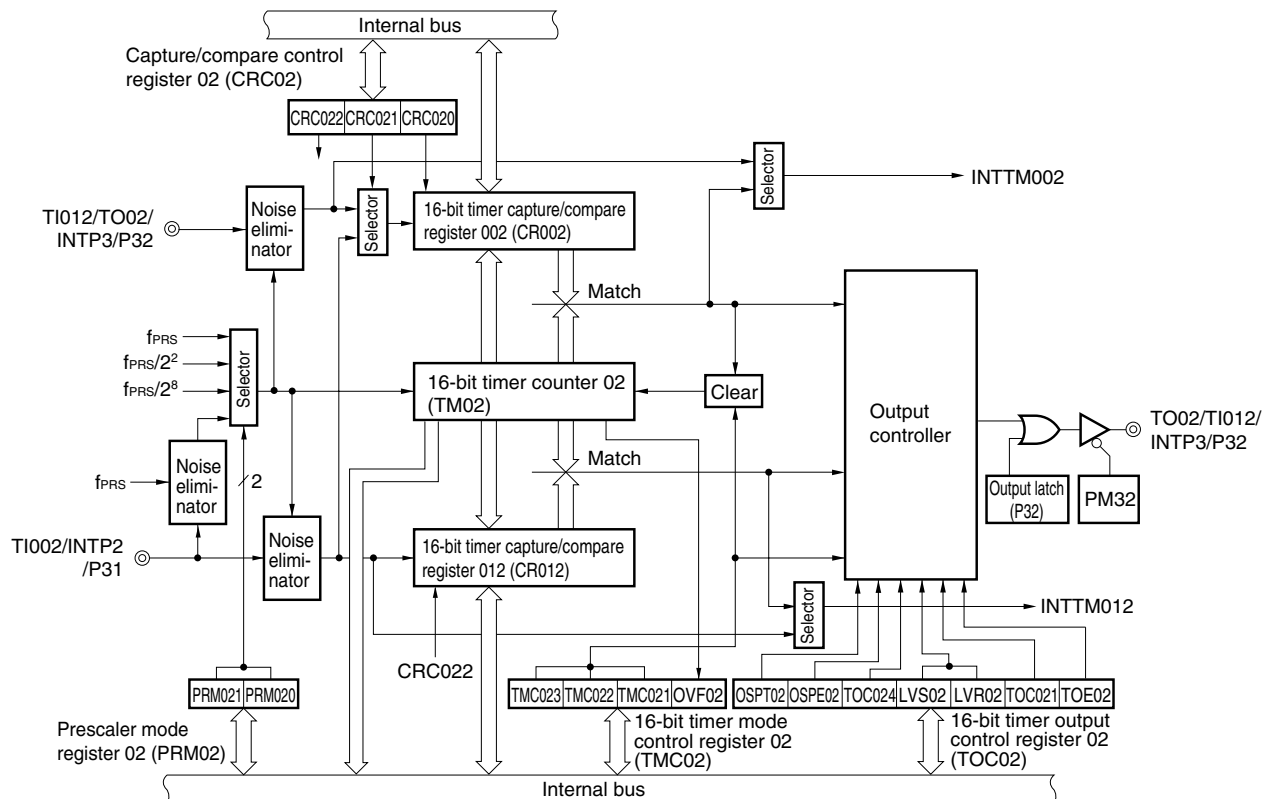 Internal bus
Capture/compare control
register 02 (CRC02)
CRC022 CRC021 CRC020
TI012/TO02/
INTP3/P32
Noise
elimi-
nator
Selector
16-bit timer capture/compare
register 002 (CR002)
Selector
INTTM002
Match
fPRS
fPRS/2²
fPRS/2⁸
Selector
16-bit timer counter 02
(TM02)
Clear
Output
controller
TO02/TI012/
INTP3/P32
Output latch
(P32)
PM32
fPRS
Noise
elimi-
nator
2
Match
TI002/INTP2
/P31
Noise
elimi-
nator
16-bit timer capture/compare
register 012 (CR012)
Selector
INTTM012
CRC022
PRM021 PRM020
TMC023 TMC022 TMC021 OVF02
OSPT02 OSPE02 TOC024 LVS02 LVR02 TOC021 TOE02
Prescaler mode
register 02 (PRM02)
16-bit timer mode
control register 02
(TMC02)
16-bit timer output
control register 02
(TOC02)
Internal bus